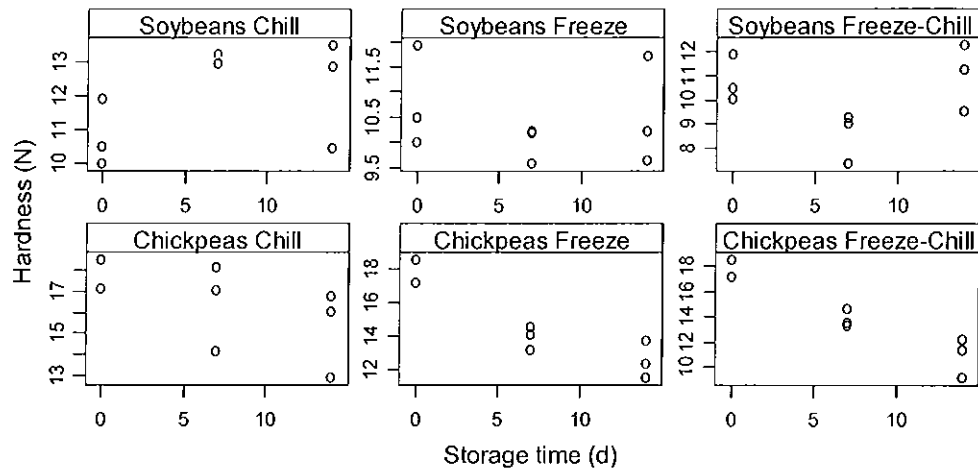 Soybeans Chill
Soybeans Freeze
Soybeans Freeze-Chill
10 11 12 13
9.5 10.5 11.5
8 9 10 11 12
0 5 10
0 5 10
0 5 10
Hardness (N)
Chickpeas Chill
Chickpeas Freeze
Chickpeas Freeze-Chill
13 15 17
12 14 16 18
10 12 14 16 18
0 5 10
0 5 10
0 5 10
Storage time (d)